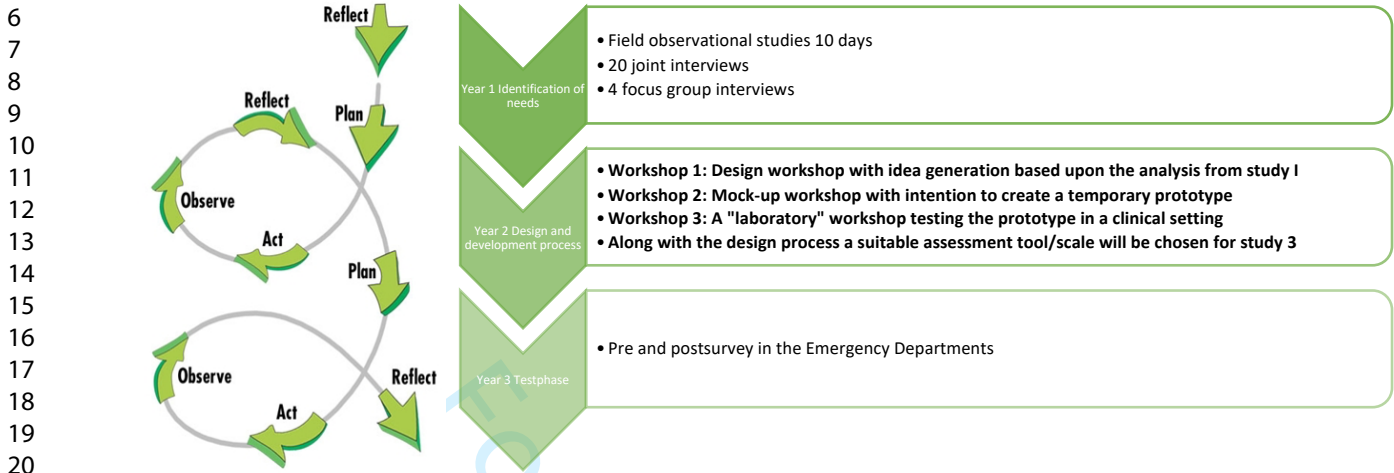 6
7
8
9
10
11
12
13
14
15
16
17
18
19
20
Reflect
Plan
Reflect
Observe
Act
Plan
Observe
Act
Reflect
Year 1 Identification of
needs
• Field observational studies 10 days
• 20 joint interviews
• 4 focus group interviews
Year 2 Design and
development process
• Workshop 1: Design workshop with idea generation based upon the analysis from study I
• Workshop 2: Mock-up workshop with intention to create a temporary prototype
• Workshop 3: A "laboratory" workshop testing the prototype in a clinical setting
• Along with the design process a suitable assessment tool/scale will be chosen for study 3
Year 3 Testphase
• Pre and postsurvey in the Emergency Departments